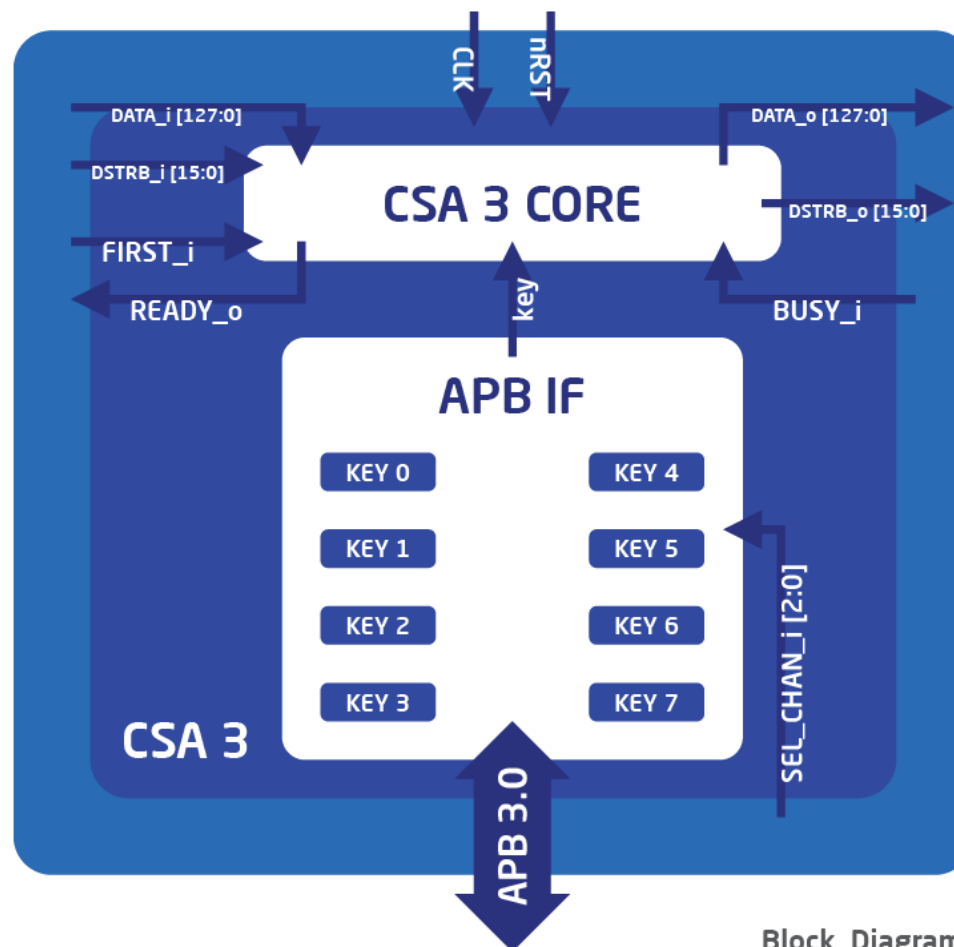 CLK
nRST
DATA_i [127:0]
DATA_o [127:0]
DSTRB_i [15:0]
CSA 3 CORE
DSTRB_o [15:0]
FIRST_i
READY_o
key
BUSY_i
APB IF
KEY 0
KEY 4
KEY 1
KEY 5
KEY 2
KEY 6
KEY 3
KEY 7
SEL_CHAN_i [2:0]
CSA 3
APB 3.0
Block Diagram